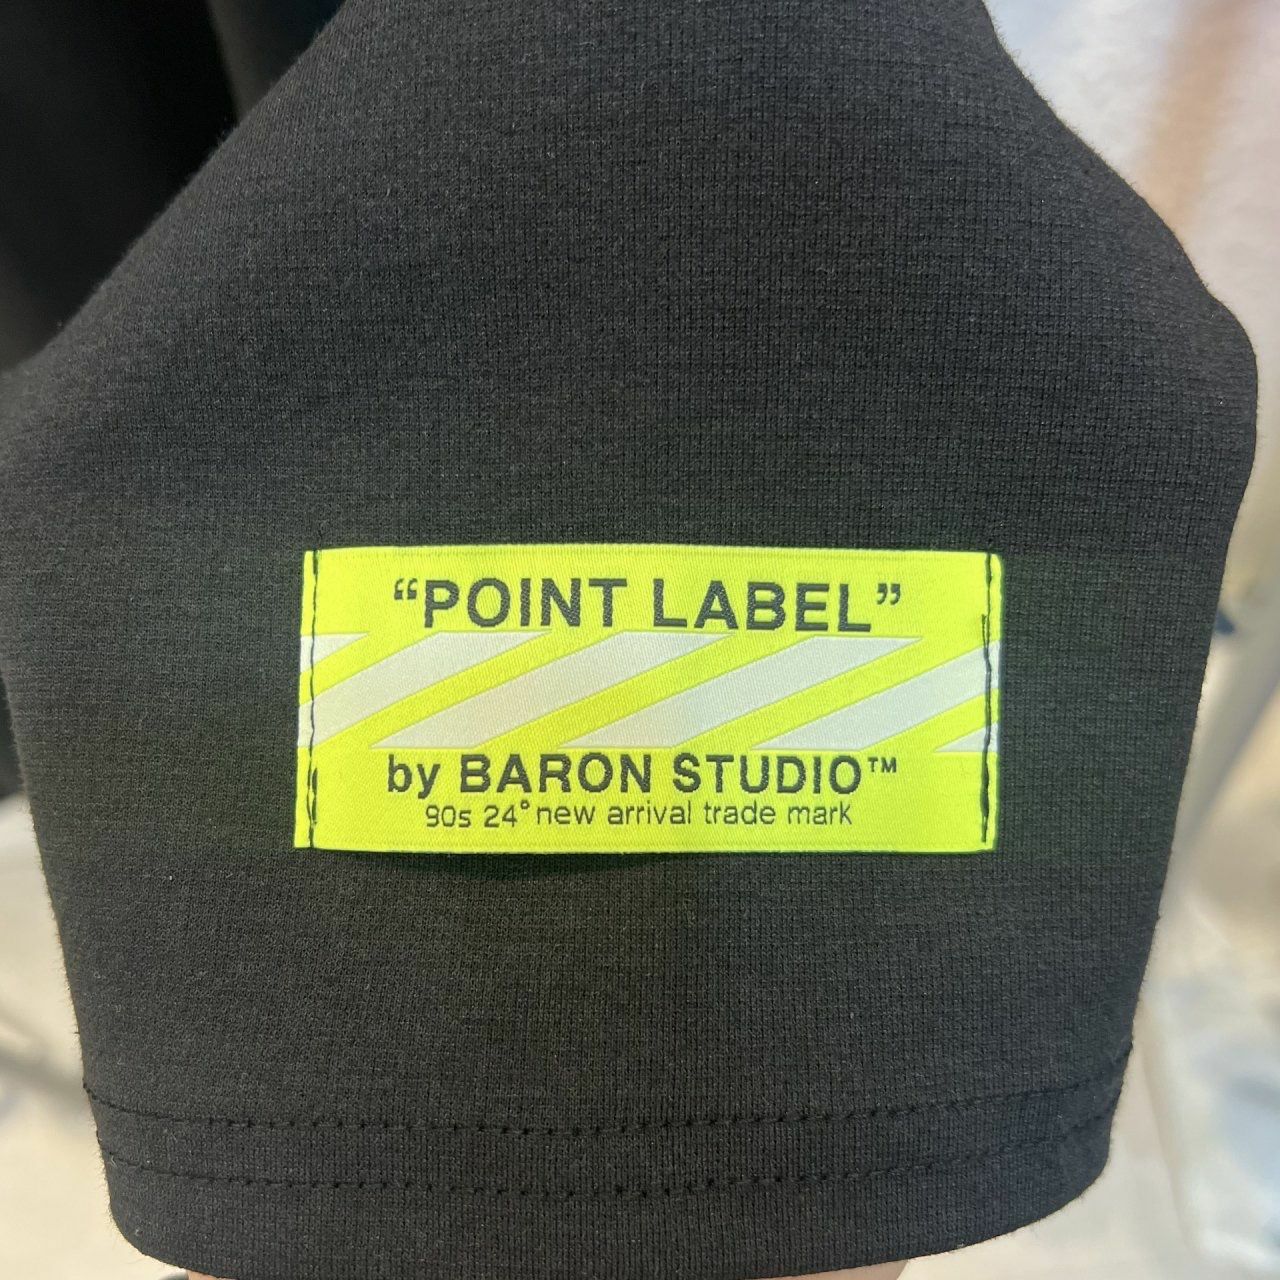 “POINT LABEL”
by BARON STUDIO™
90s 24° new arrival trade mark